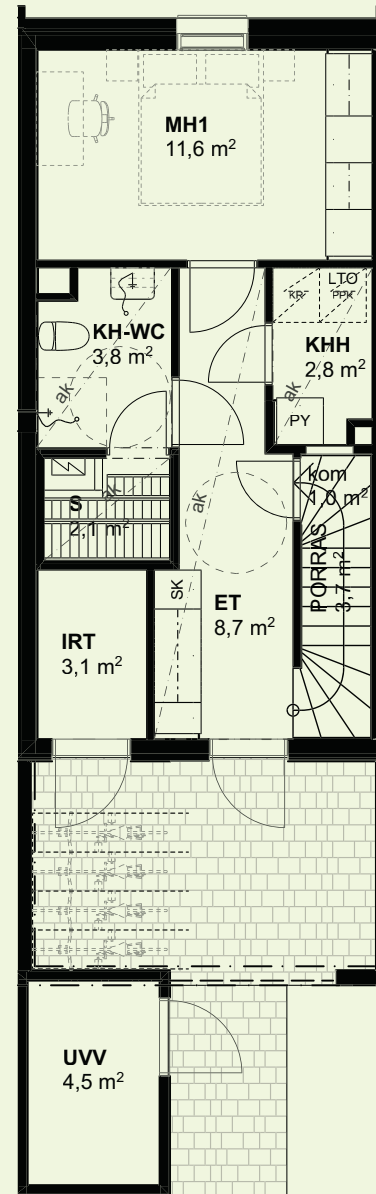 MH1
11,6 m²
KH-WC
3,8 m²
LTO
KR
PPK
KHH
2,8 m²
ak
ak
PY
ak
S
2,1 m²
ak
kom
1,0 m²
PORRAS
3,7 m²
SK
ET
8,7 m²
IRT
3,1 m²
UVV
4,5 m²